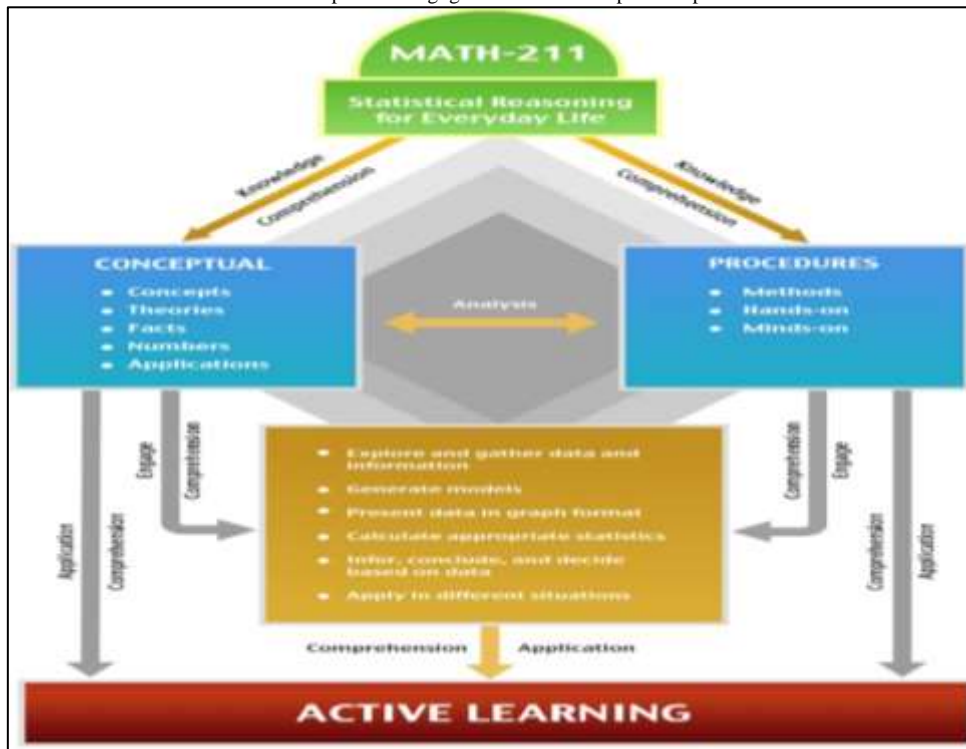 MATH-211
Statistical Reasoning
for Everyday Life
Knowledge
Comprehension
Knowledge
Comprehension
CONCEPTUAL
• Concepts
• Theories
• Facts
• Numbers
• Applications
Analysis
PROCEDURES
• Methods
• Hands-on
• Minds-on
Application
Comprehension
Engage
Comprehension
• Explore and gather data and
information
• Generate models
• Present data in graph format
• Calculate appropriate statistics
• Infor, conclude, and decide
based on data
• Apply in different situations
Comprehension
Engage
Comprehension
Application
Comprehension
Application
ACTIVE LEARNING